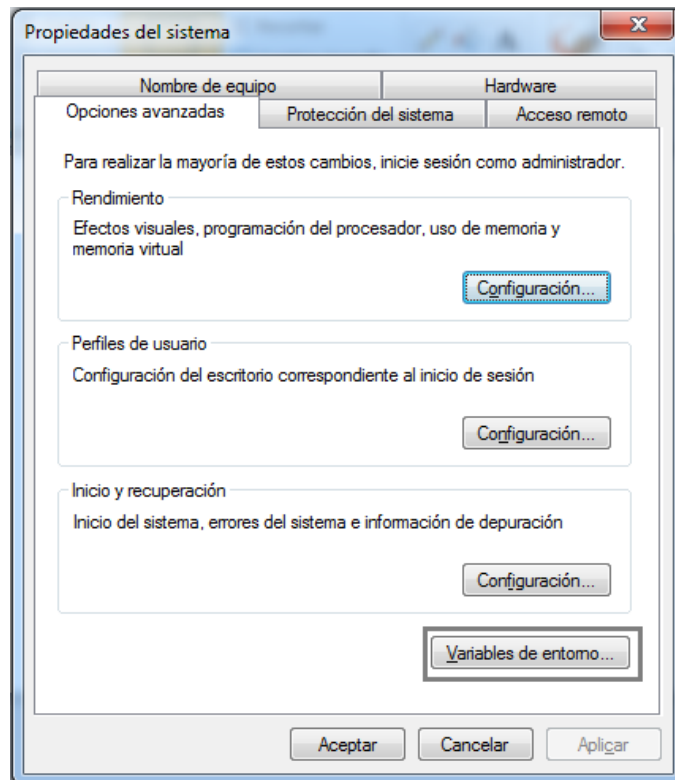 Propiedades del sistema
X
Nombre de equipo
Hardware
Opciones avanzadas
Protección del sistema
Acceso remoto
Para realizar la mayoría de estos cambios, inicie sesión como administrador.
Rendimiento
Efectos visuales, programación del procesador, uso de memoria y
memoria virtual
Configuración...
Perfiles de usuario
Configuración del escritorio correspondiente al inicio de sesión
Configuración...
Inicio y recuperación
Inicio del sistema, errores del sistema e información de depuración
Configuración...
Variables de entorno...
Aceptar
Cancelar
Aplicar